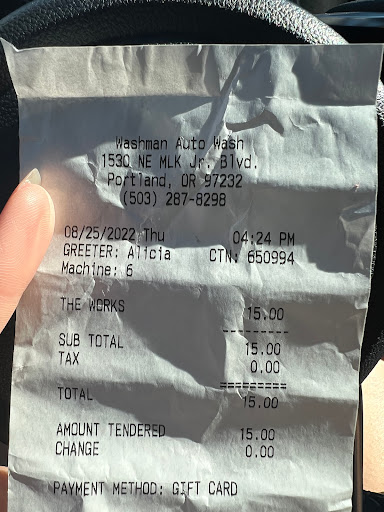 Washman Auto Wash
1530 NE MLK Jr. Blvd.
Portland, OR 97232
(503) 287-8298
08/25/2022 Thu 04:24 PM
GREETER: Alicia CTN: 650994
Machine: 6
THE WORKS 15.00
----------
SUB TOTAL 15.00
TAX 0.00
==========
TOTAL 15.00
AMOUNT TENDERED 15.00
CHANGE 0.00
PAYMENT METHOD: GIFT CARD